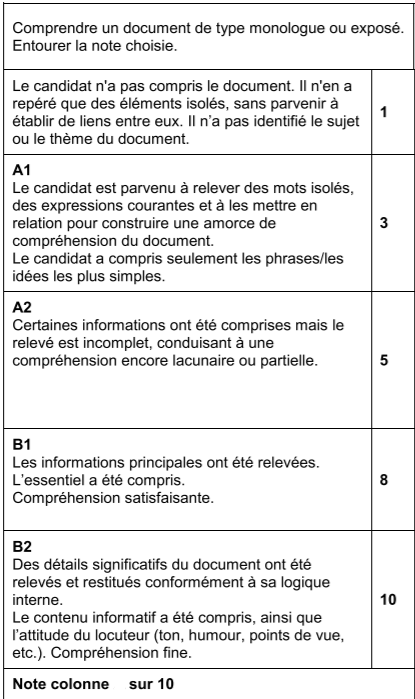 Comprendre un document de type monologue ou exposé.
Entourer la note choisie.
Le candidat n'a pas compris le document. Il n'en a
repéré que des éléments isolés, sans parvenir à
établir de liens entre eux. Il n'a pas identifié le sujet
ou le thème du document.
1
A1
Le candidat est parvenu à relever des mots isolés,
des expressions courantes et à les mettre en
relation pour construire une amorce de
compréhension du document.
Le candidat a compris seulement les phrases/les
idées les plus simples.
3
A2
Certaines informations ont été comprises mais le
relevé est incomplet, conduisant à une
compréhension encore lacunaire ou partielle.
5
B1
Les informations principales ont été relevées.
L'essentiel a été compris.
Compréhension satisfaisante.
8
B2
Des détails significatifs du document ont été
relevés et restitués conformément à sa logique
interne.
Le contenu informatif a été compris, ainsi que
l'attitude du locuteur (ton, humour, points de vue,
etc.). Compréhension fine.
10
Note colonne sur 10